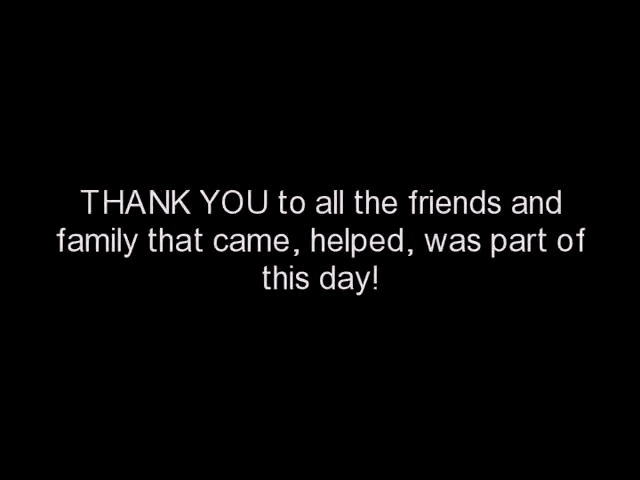 THANK YOU to all the friends and
family that came, helped, was part of
this day!